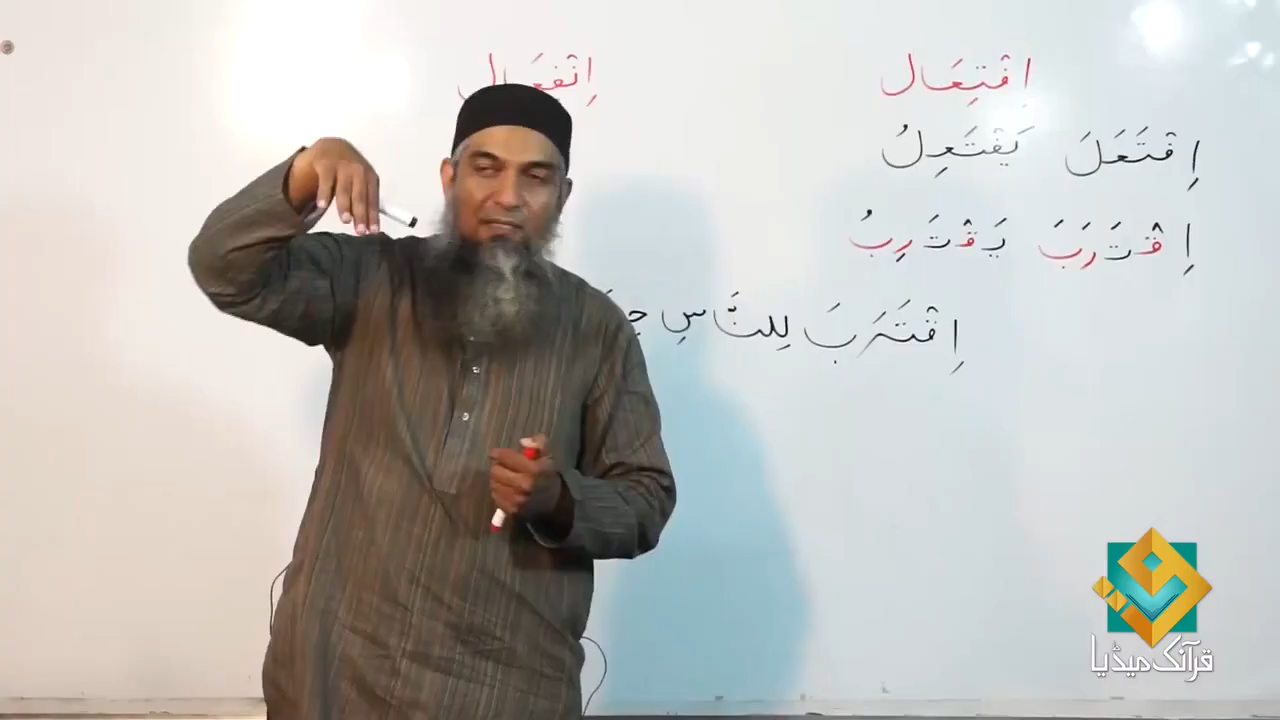 اِفْتِعَال اِنْفِعَال
اِفْتَعَلَ يَفْتَعِلُ
اِقْتَرَبَ يَقْتَرِبُ
اِقْتَرَبَ لِلنَّاسِ
قرآنک میڈیا